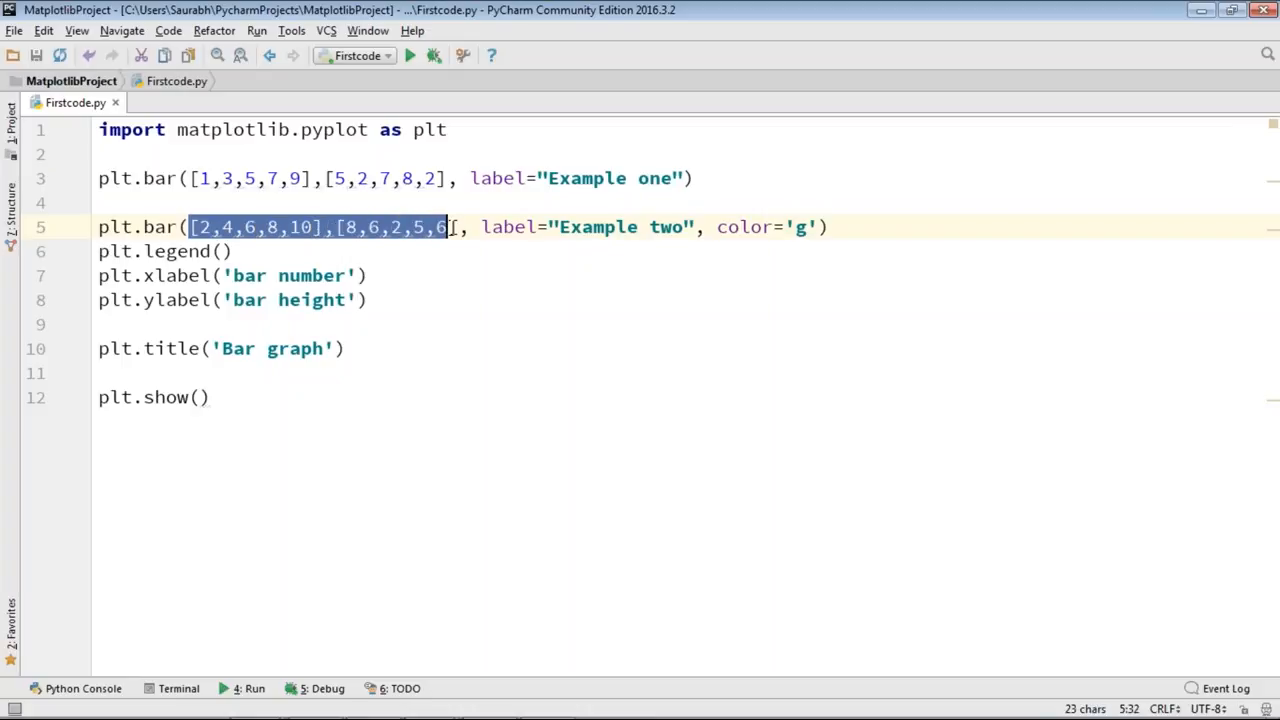 MatplotlibProject - [C:\Users\Saurabh\PycharmProjects\MatplotlibProject] - ...\Firstcode.py - PyCharm Community Edition 2016.3.2
File Edit View Navigate Code Refactor Run Tools VCS Window Help
Firstcode
MatplotlibProject Firstcode.py
Firstcode.py
1: Project
Z: Structure
2: Favorites
1 import matplotlib.pyplot as plt
2
3 plt.bar([1,3,5,7,9],[5,2,7,8,2], label="Example one")
4
5 plt.bar([2,4,6,8,10],[8,6,2,5,6], label="Example two", color='g')
6 plt.legend()
7 plt.xlabel('bar number')
8 plt.ylabel('bar height')
9
10 plt.title('Bar graph')
11
12 plt.show()
Python Console Terminal 4: Run 5: Debug 6: TODO Event Log
23 chars 5:32 CRLF÷ UTF-8÷